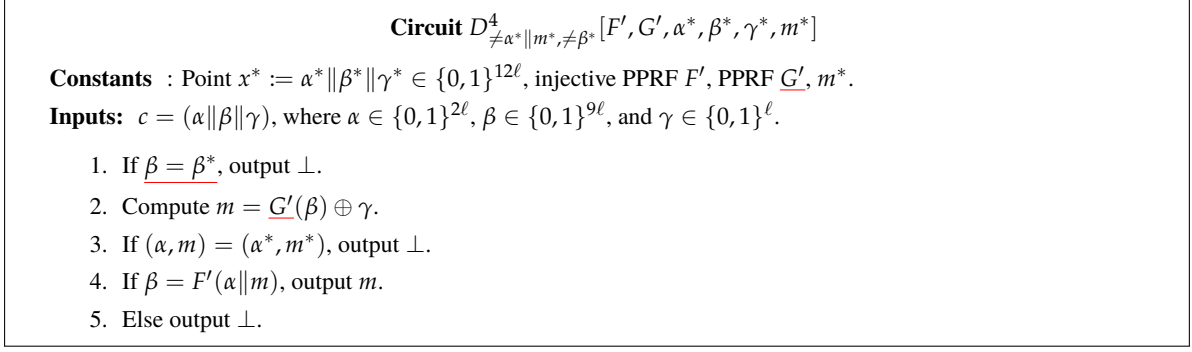 Circuit D⁴_{≠α*∥m*,≠β*}[F′, G′, α*, β*, γ*, m*]
Constants : Point x* := α*∥β*∥γ* ∈ {0, 1}^{12ℓ}, injective PPRF F′, PPRF G′, m*.
Inputs: c = (α∥β∥γ), where α ∈ {0, 1}^{2ℓ}, β ∈ {0, 1}^{9ℓ}, and γ ∈ {0, 1}^ℓ.
1. If β = β*, output ⊥.
2. Compute m = G′(β) ⊕ γ.
3. If (α, m) = (α*, m*), output ⊥.
4. If β = F′(α∥m), output m.
5. Else output ⊥.